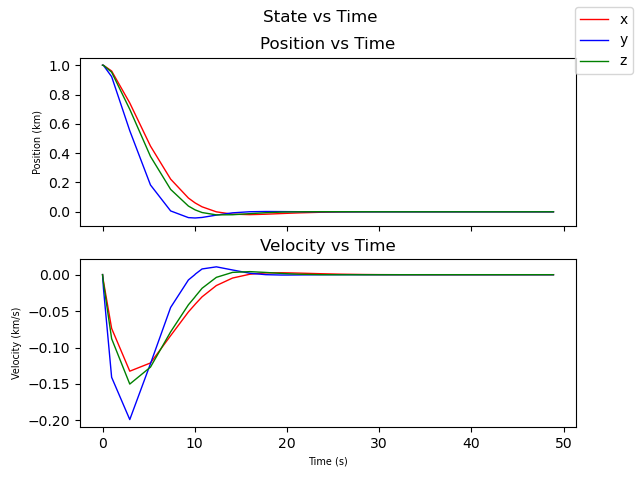 State vs Time
Position vs Time
x
y
z
1.0
0.8
0.6
0.4
0.2
0.0
Position (km)
Velocity vs Time
0.00
−0.05
−0.10
−0.15
−0.20
Velocity (km/s)
0 10 20 30 40 50
Time (s)